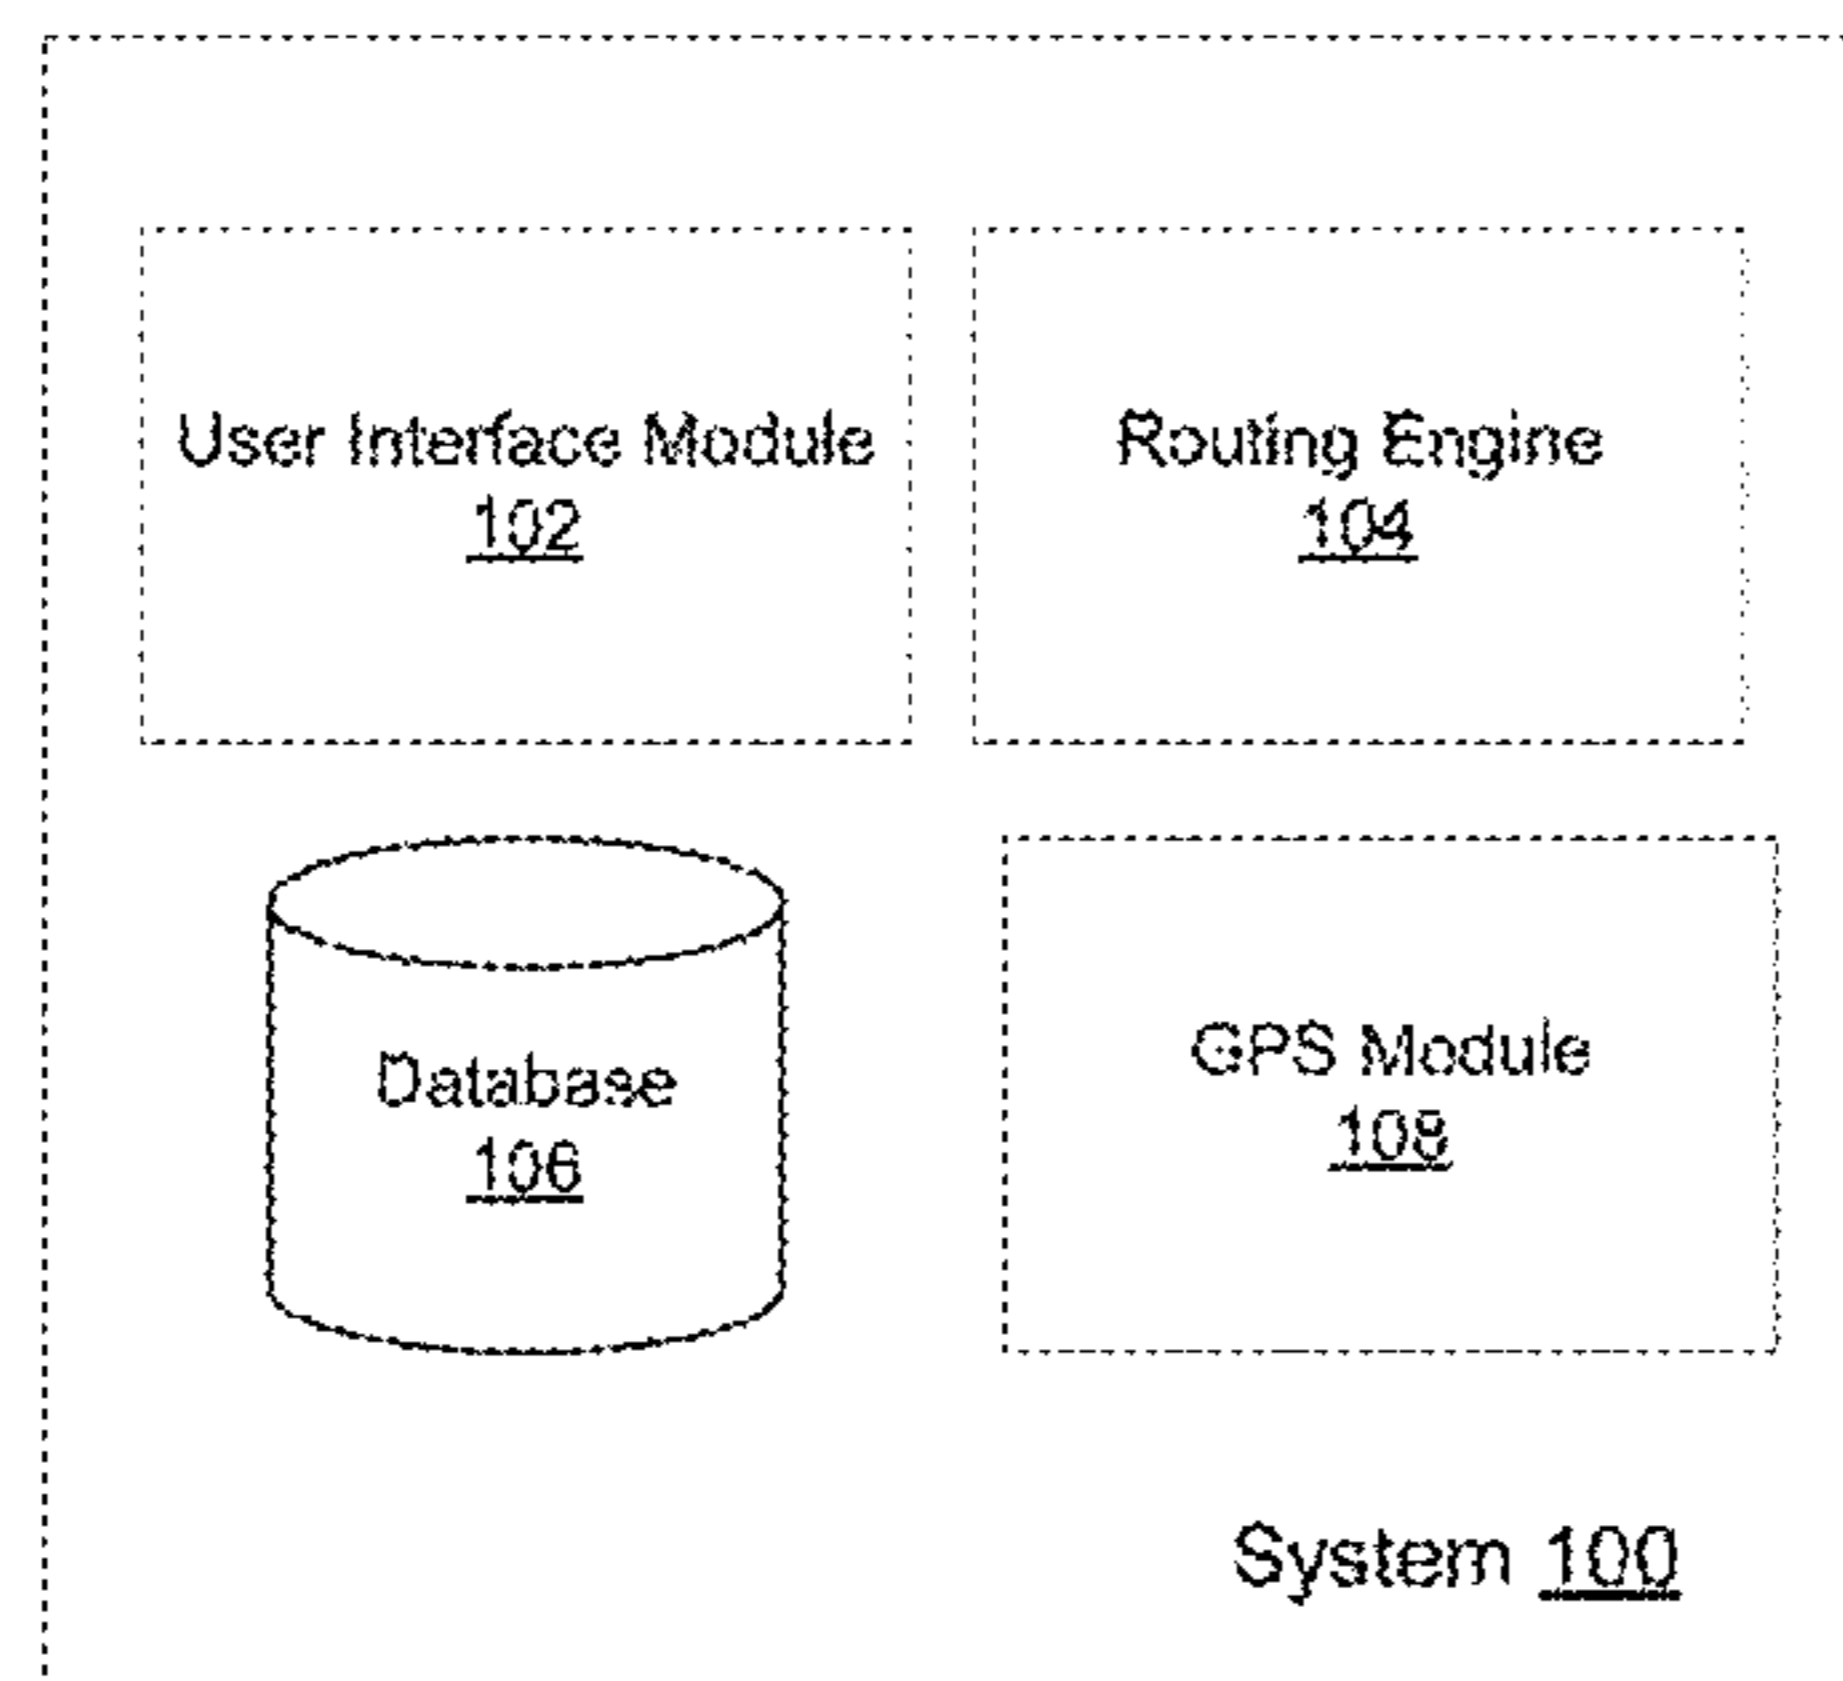 User Interface Module
102
Routing Engine
104
Database
106
GPS Module
108
System 100